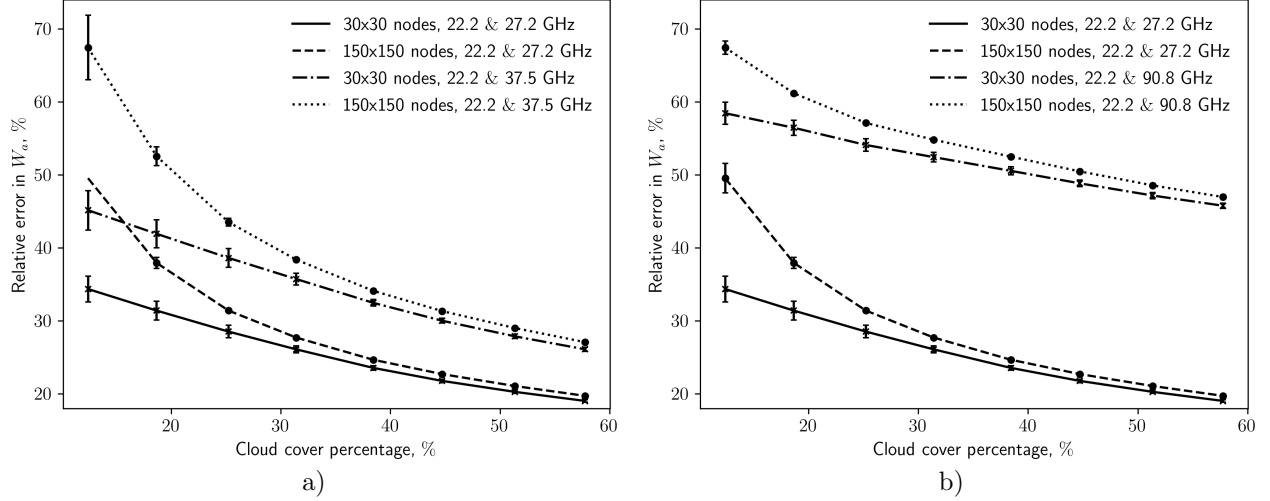 30x30 nodes, 22.2 & 27.2 GHz
150x150 nodes, 22.2 & 27.2 GHz
30x30 nodes, 22.2 & 37.5 GHz
150x150 nodes, 22.2 & 37.5 GHz
70
60
50
40
30
20
Relative error in Wₐ, %
20
30
40
50
60
Cloud cover percentage, %
a)
30x30 nodes, 22.2 & 27.2 GHz
150x150 nodes, 22.2 & 27.2 GHz
30x30 nodes, 22.2 & 90.8 GHz
150x150 nodes, 22.2 & 90.8 GHz
70
60
50
40
30
20
Relative error in Wₐ, %
20
30
40
50
60
Cloud cover percentage, %
b)